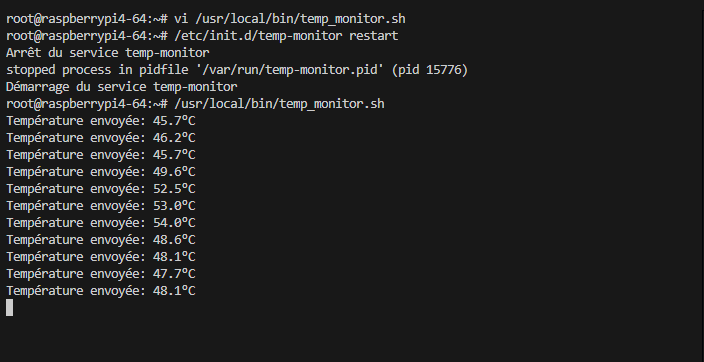 root@raspberrypi4-64:~# vi /usr/local/bin/temp_monitor.sh
root@raspberrypi4-64:~# /etc/init.d/temp-monitor restart
Arrêt du service temp-monitor
stopped process in pidfile '/var/run/temp-monitor.pid' (pid 15776)
Démarrage du service temp-monitor
root@raspberrypi4-64:~# /usr/local/bin/temp_monitor.sh
Température envoyée: 45.7°C
Température envoyée: 46.2°C
Température envoyée: 45.7°C
Température envoyée: 49.6°C
Température envoyée: 52.5°C
Température envoyée: 53.0°C
Température envoyée: 54.0°C
Température envoyée: 48.6°C
Température envoyée: 48.1°C
Température envoyée: 47.7°C
Température envoyée: 48.1°C